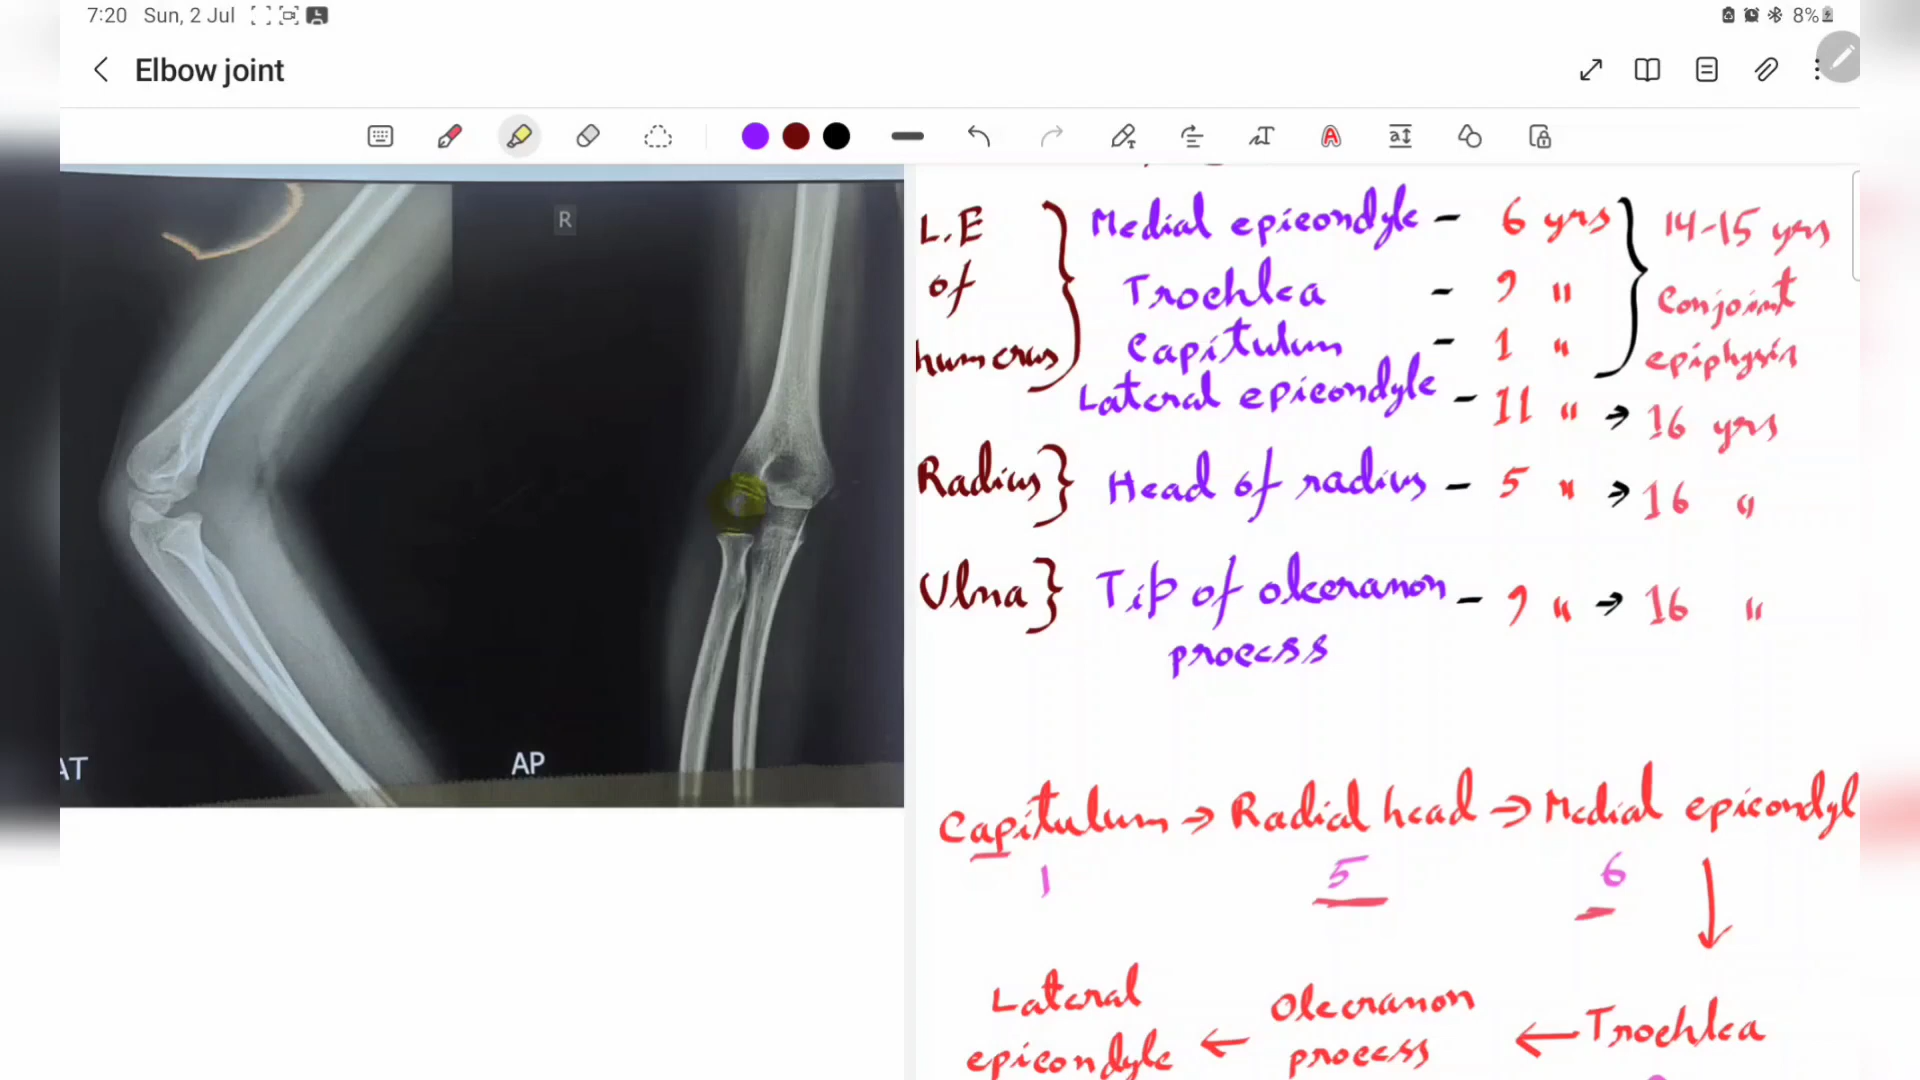 7:20 Sun, 2 Jul
8%
Elbow joint
R
AT
AP
L.E
of
humerus
Medial epicondyle - 6 yrs
Trochlea - 9 "
Capitulum - 1 "
Lateral epicondyle - 11 " → 16 yrs
14-15 yrs
Conjoint
epiphysis
Radius } Head of radius - 5 " → 16 "
Ulna } Tip of olecranon - 9 " → 16 "
process
Capitulum → Radial head → Medial epicondyl
1 5 6
Lateral
epicondyle ← Olecranon
process ← Trochlea